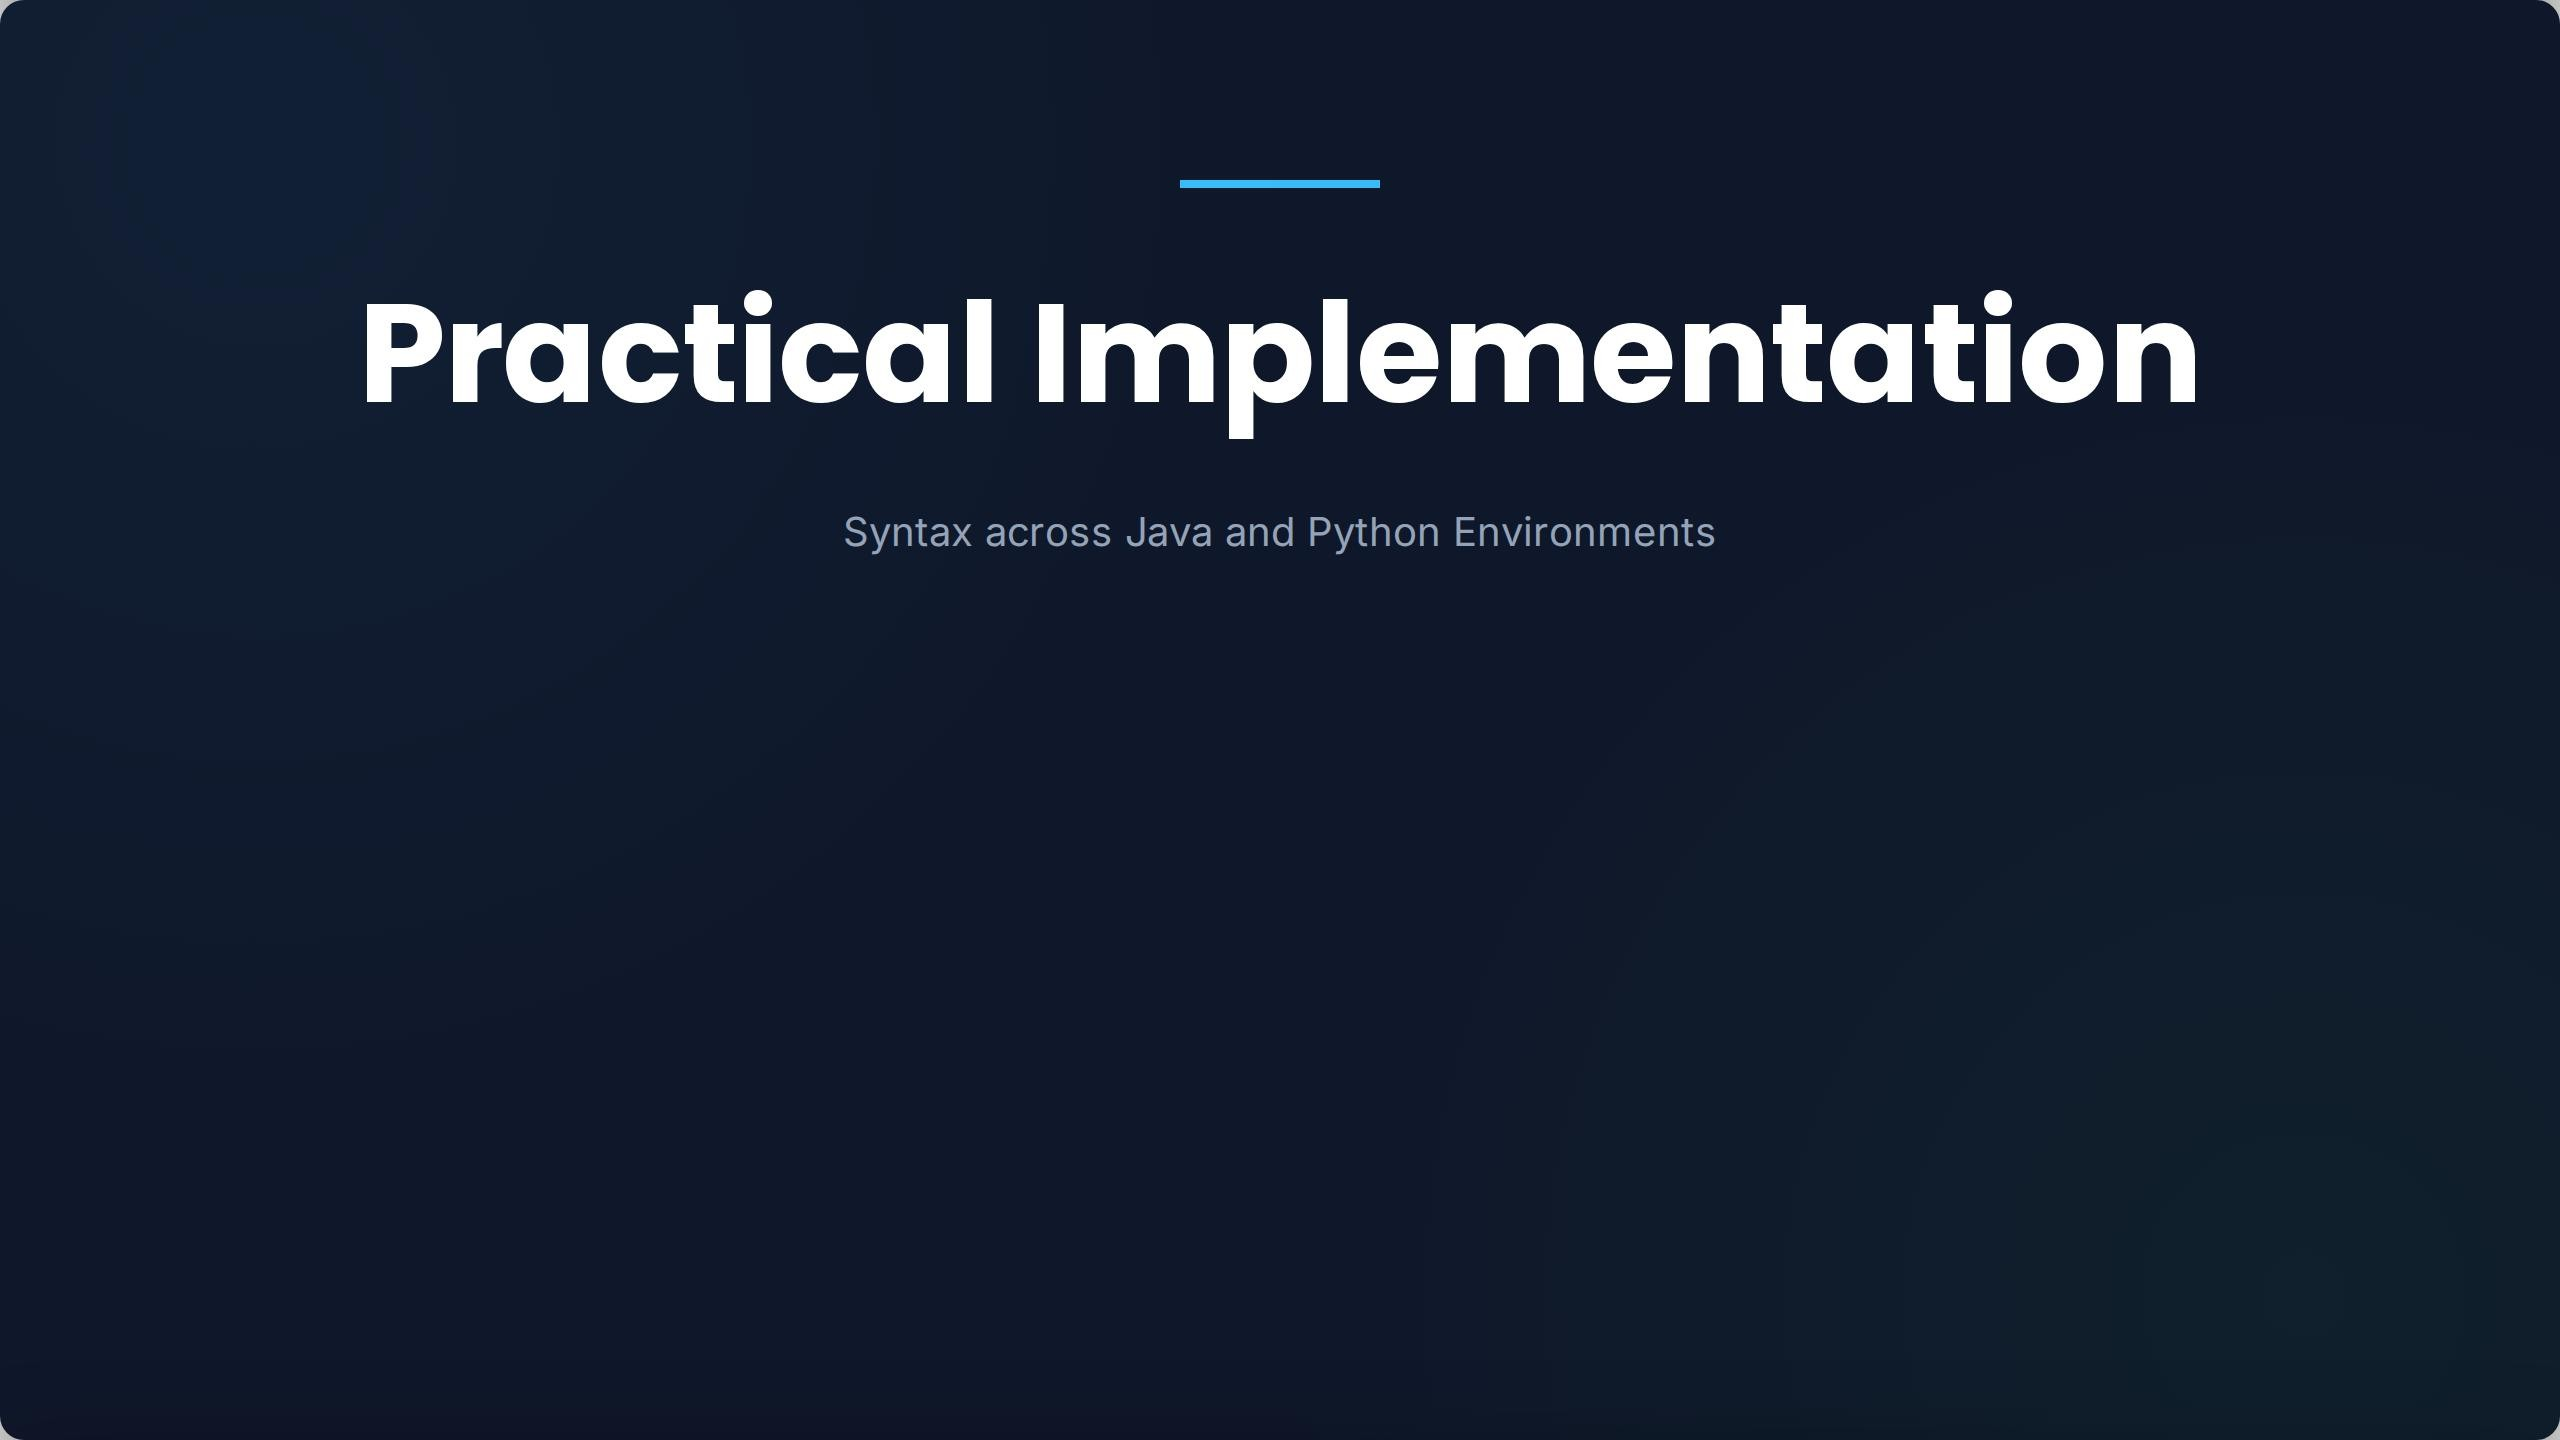 Practical Implementation
Syntax across Java and Python Environments